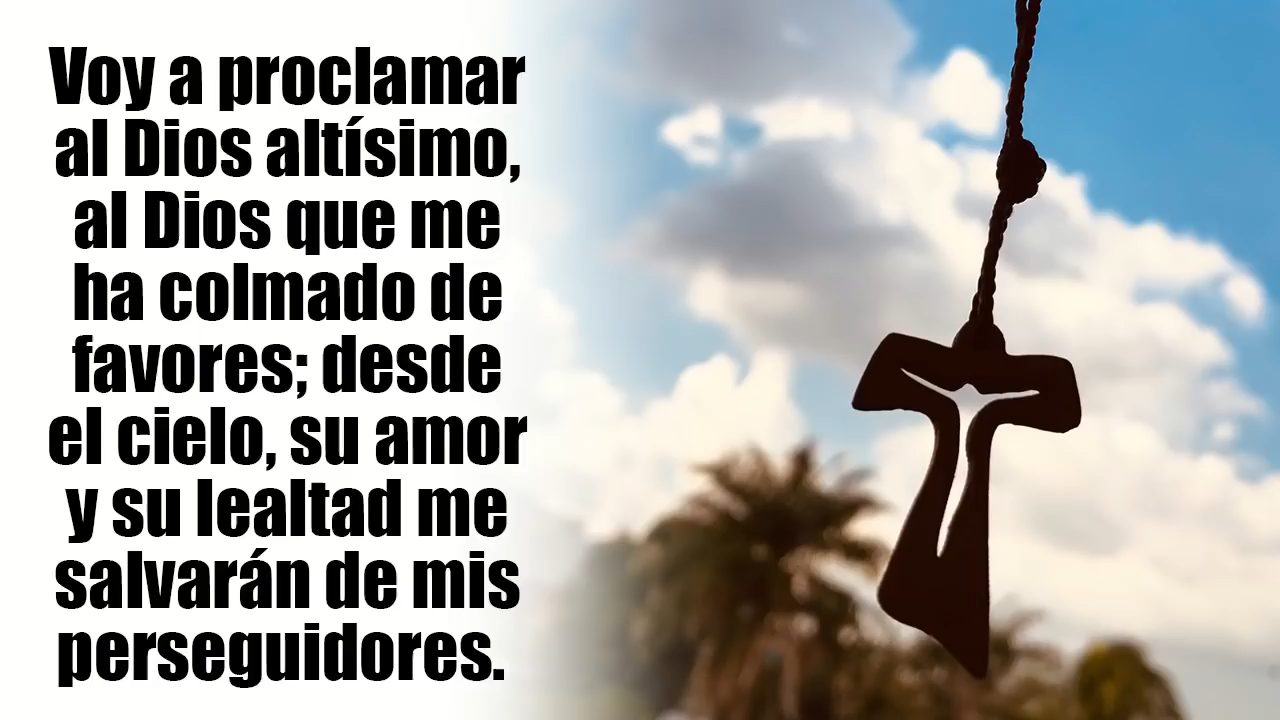 Voy a proclamar
al Dios altísimo,
al Dios que me
ha colmado de
favores; desde
el cielo, su amor
y su lealtad me
salvarán de mis
perseguidores.